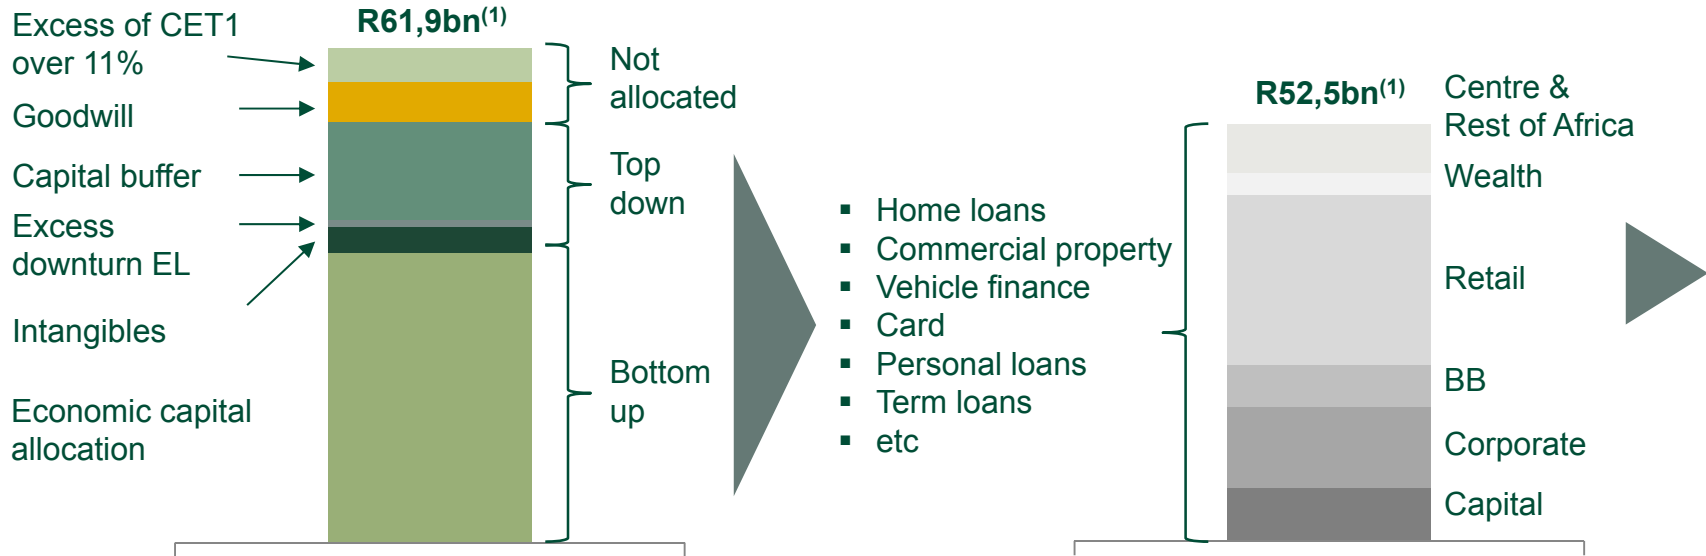 Excess of CET1
over 11%
Goodwill
Capital buffer
Excess
downturn EL
Intangibles
Economic capital
allocation
R61,9bn(1)
Not
allocated
Top
down
Bottom
up
▪ Home loans
▪ Commercial property
▪ Vehicle finance
▪ Card
▪ Personal loans
▪ Term loans
▪ etc
R52,5bn(1)
Centre &
Rest of Africa
Wealth
Retail
BB
Corporate
Capital